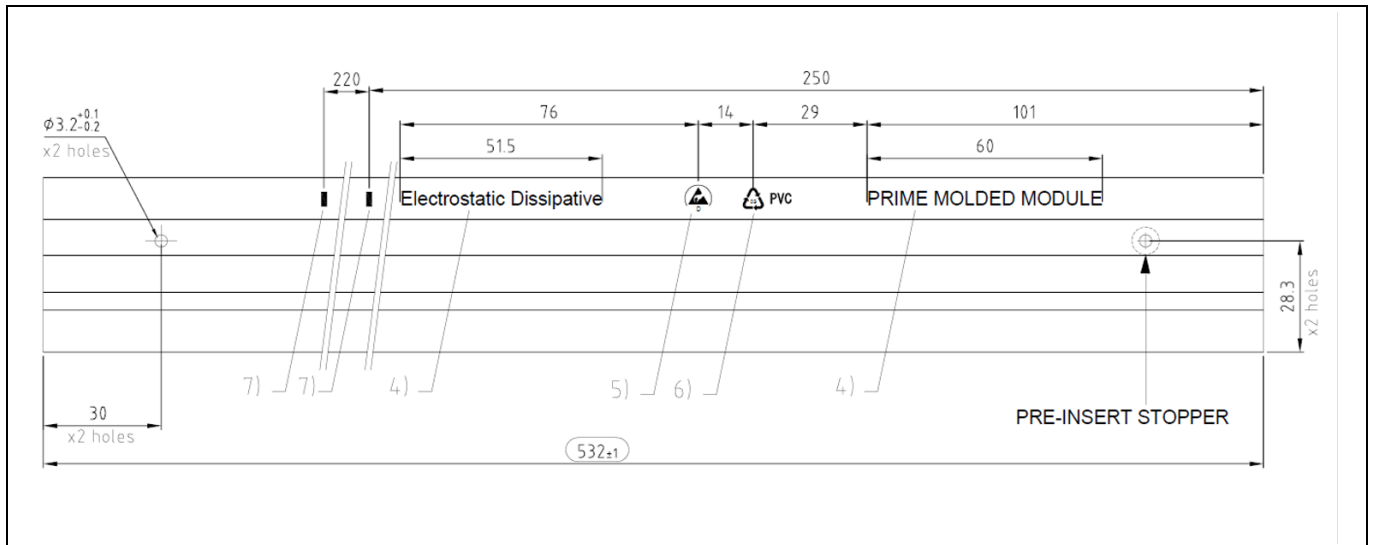 220
250
76
14
29
101
Φ3.2+0.1-0.2
x2 holes
51.5
60
Electrostatic Dissipative
D
PVC
PRIME MOLDED MODULE
28.3
x2 holes
7)
7)
4)
5)
6)
4)
30
x2 holes
PRE-INSERT STOPPER
532±1